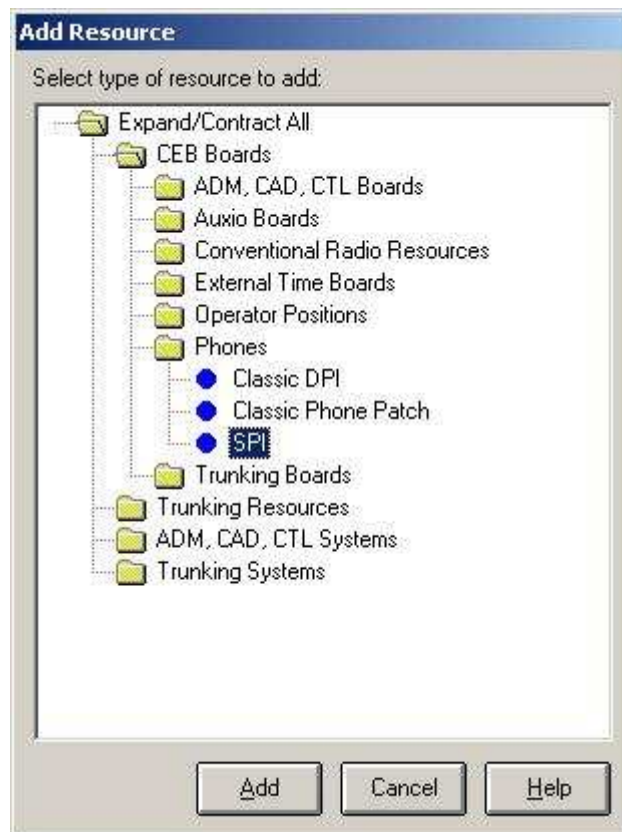 Add Resource
Select type of resource to add:
Expand/Contract All
CEB Boards
ADM, CAD, CTL Boards
Auxio Boards
Conventional Radio Resources
External Time Boards
Operator Positions
Phones
Classic DPI
Classic Phone Patch
SPI
Trunking Boards
Trunking Resources
ADM, CAD, CTL Systems
Trunking Systems
Add Cancel Help